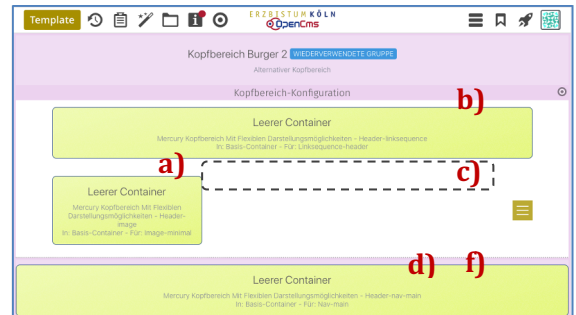 Template
ERZBISTUM KÖLN
OpenCms
Kopfbereich Burger 2 WIEDERVERWENDETE GRUPPE
Alternativer Kopfbereich
Kopfbereich-Konfiguration
b)
Leerer Container
Mercury Kopfbereich Mit Flexiblen Darstellungsmöglichkeiten - Header-linksequence
In: Basis-Container - Für: Linksequence-header
a)
c)
Leerer Container
Mercury Kopfbereich Mit Flexiblen
Darstellungsmöglichkeiten - Header-
image
In: Basis-Container - Für: Image-minimal
d) f)
Leerer Container
Mercury Kopfbereich Mit Flexiblen Darstellungsmöglichkeiten - Header-nav-main
In: Basis-Container - Für: Nav-main